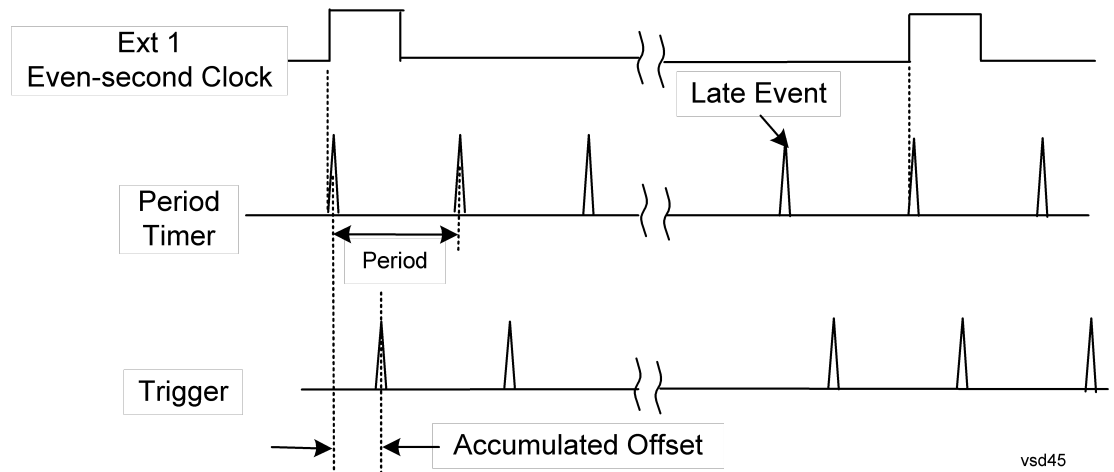 Ext 1
Even-second Clock
Late Event
Period
Timer
Period
Trigger
Accumulated Offset
vsd45